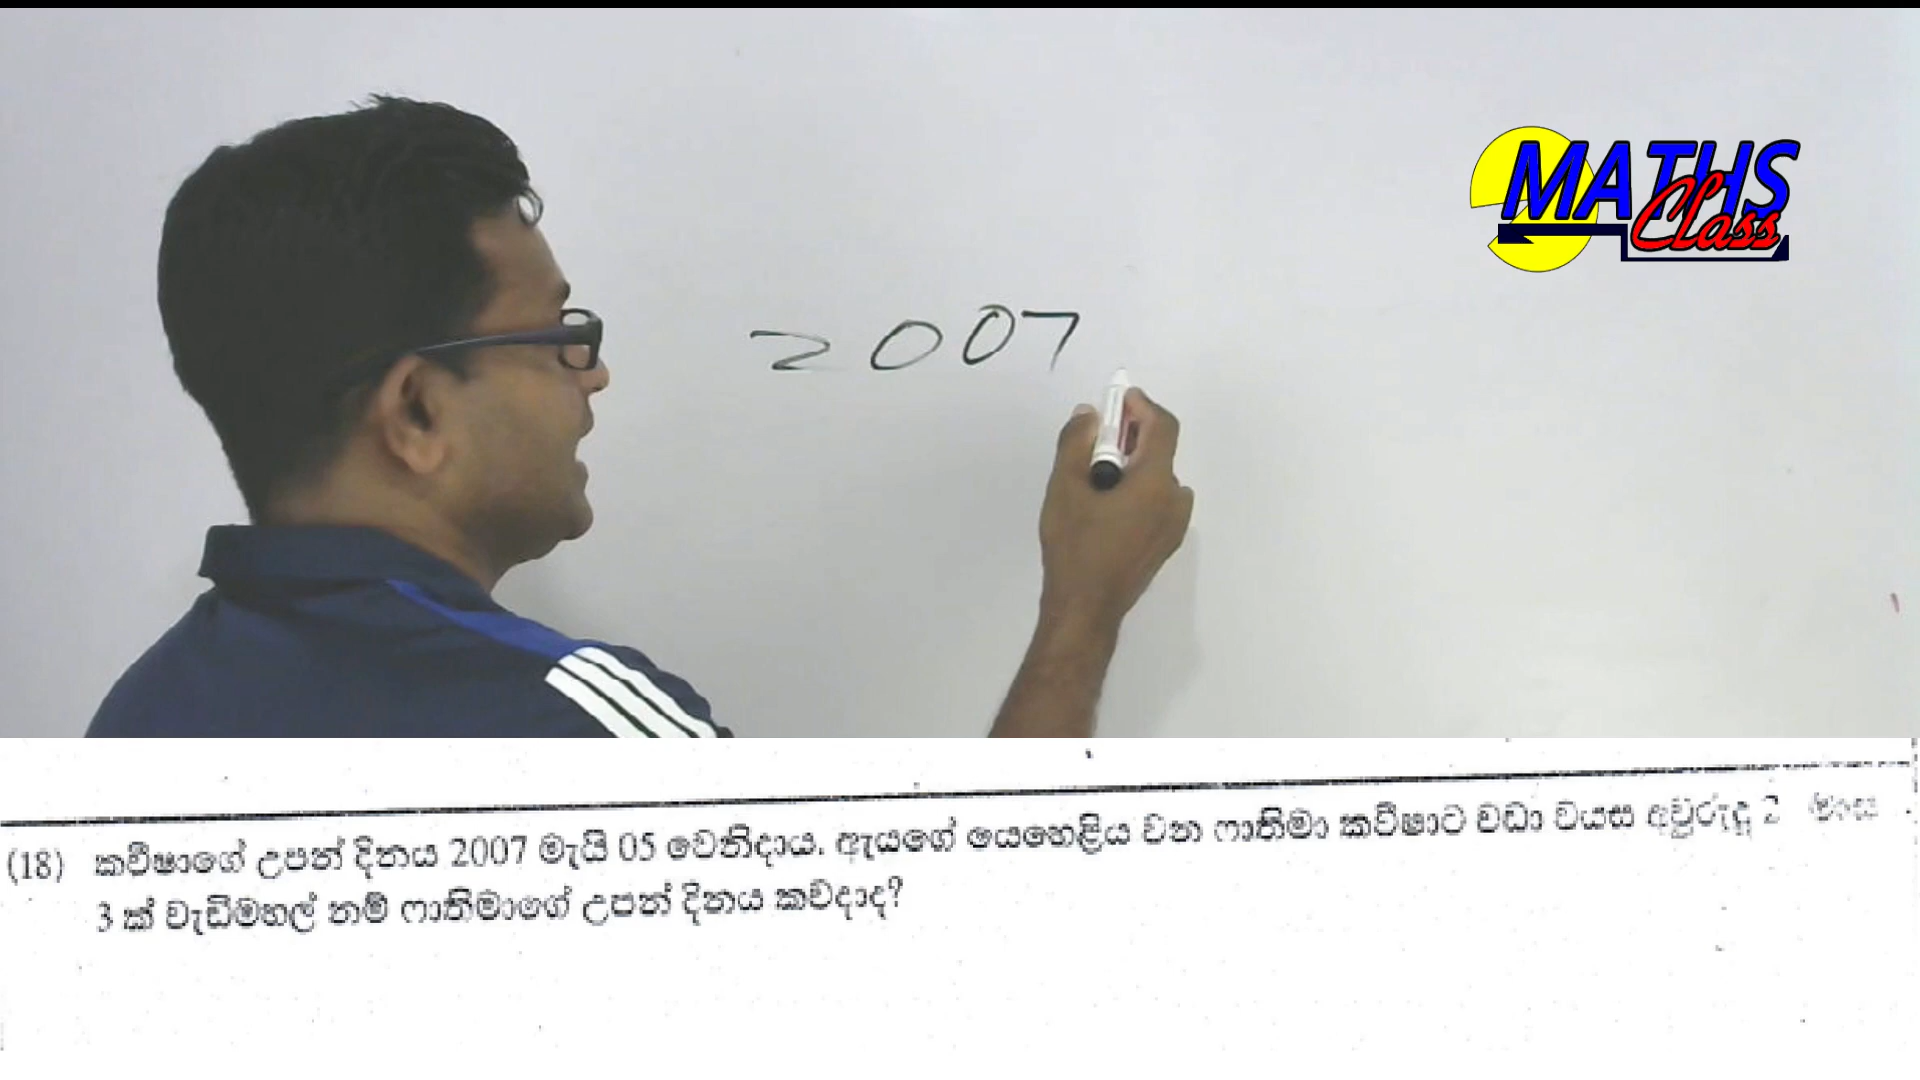 MATHS
Class
2007
(18) කවීෂාගේ උපන් දිනය 2007 මැයි 05 වෙනිදාය. ඇයගේ යෙහෙළිය වන ෆාතිමා කවීෂාට වඩා වයස අවුරුදු 2
3 ක් වැඩිමහල් නම් ෆාතිමාගේ උපන් දිනය කවදාද?